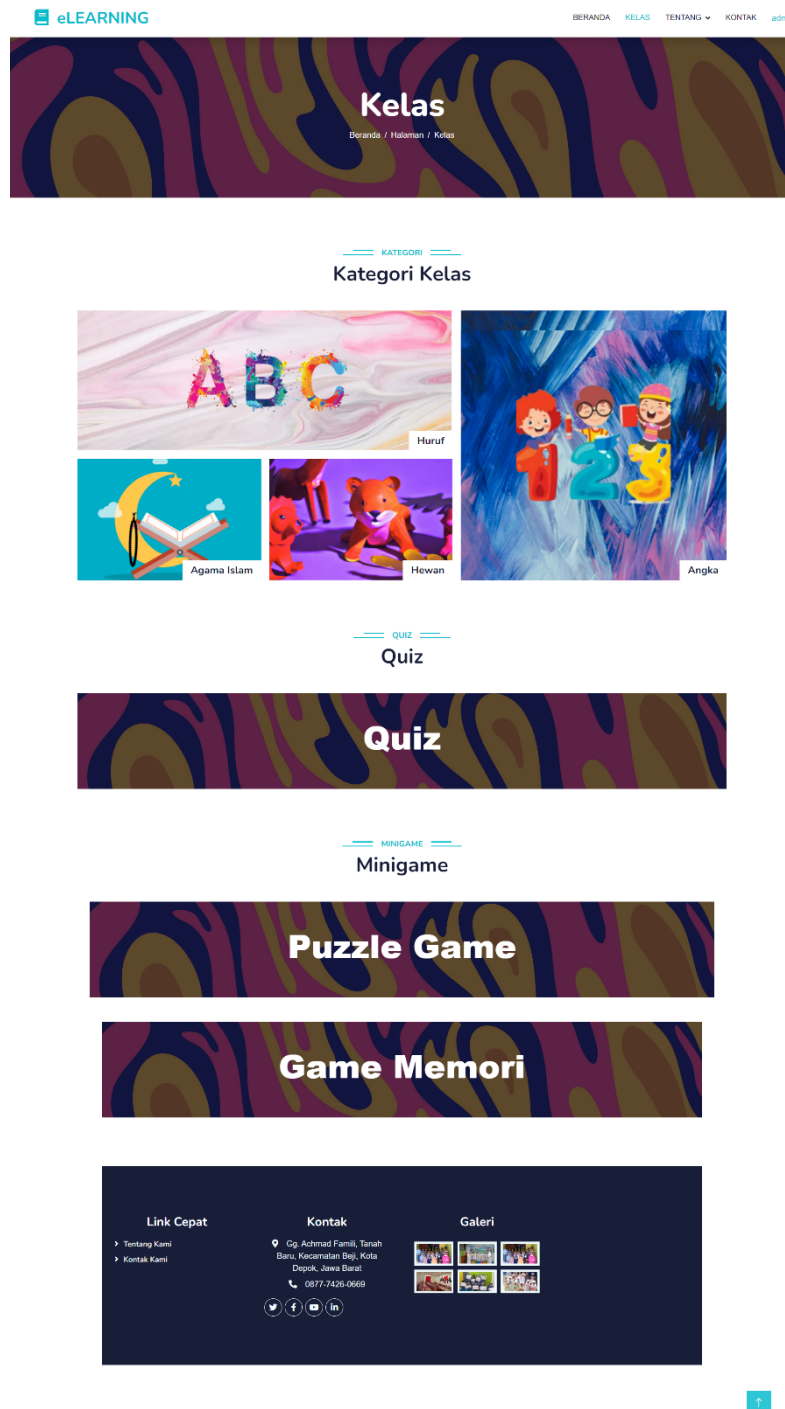 eLEARNING
BERANDA KELAS TENTANG KONTAK adm
Kelas
Beranda / Halaman / Kelas
KATEGORI
Kategori Kelas
ABC
Huruf
123
Agama Islam
Hewan
Angka
QUIZ
Quiz
Quiz
MINIGAME
Minigame
Puzzle Game
Game Memori
Link Cepat
Tentang Kami
Kontak Kami
Kontak
Gg. Achmad Famili, Tanah
Baru, Kecamatan Beji, Kota
Depok, Jawa Barat
0877-7426-0669
Galeri